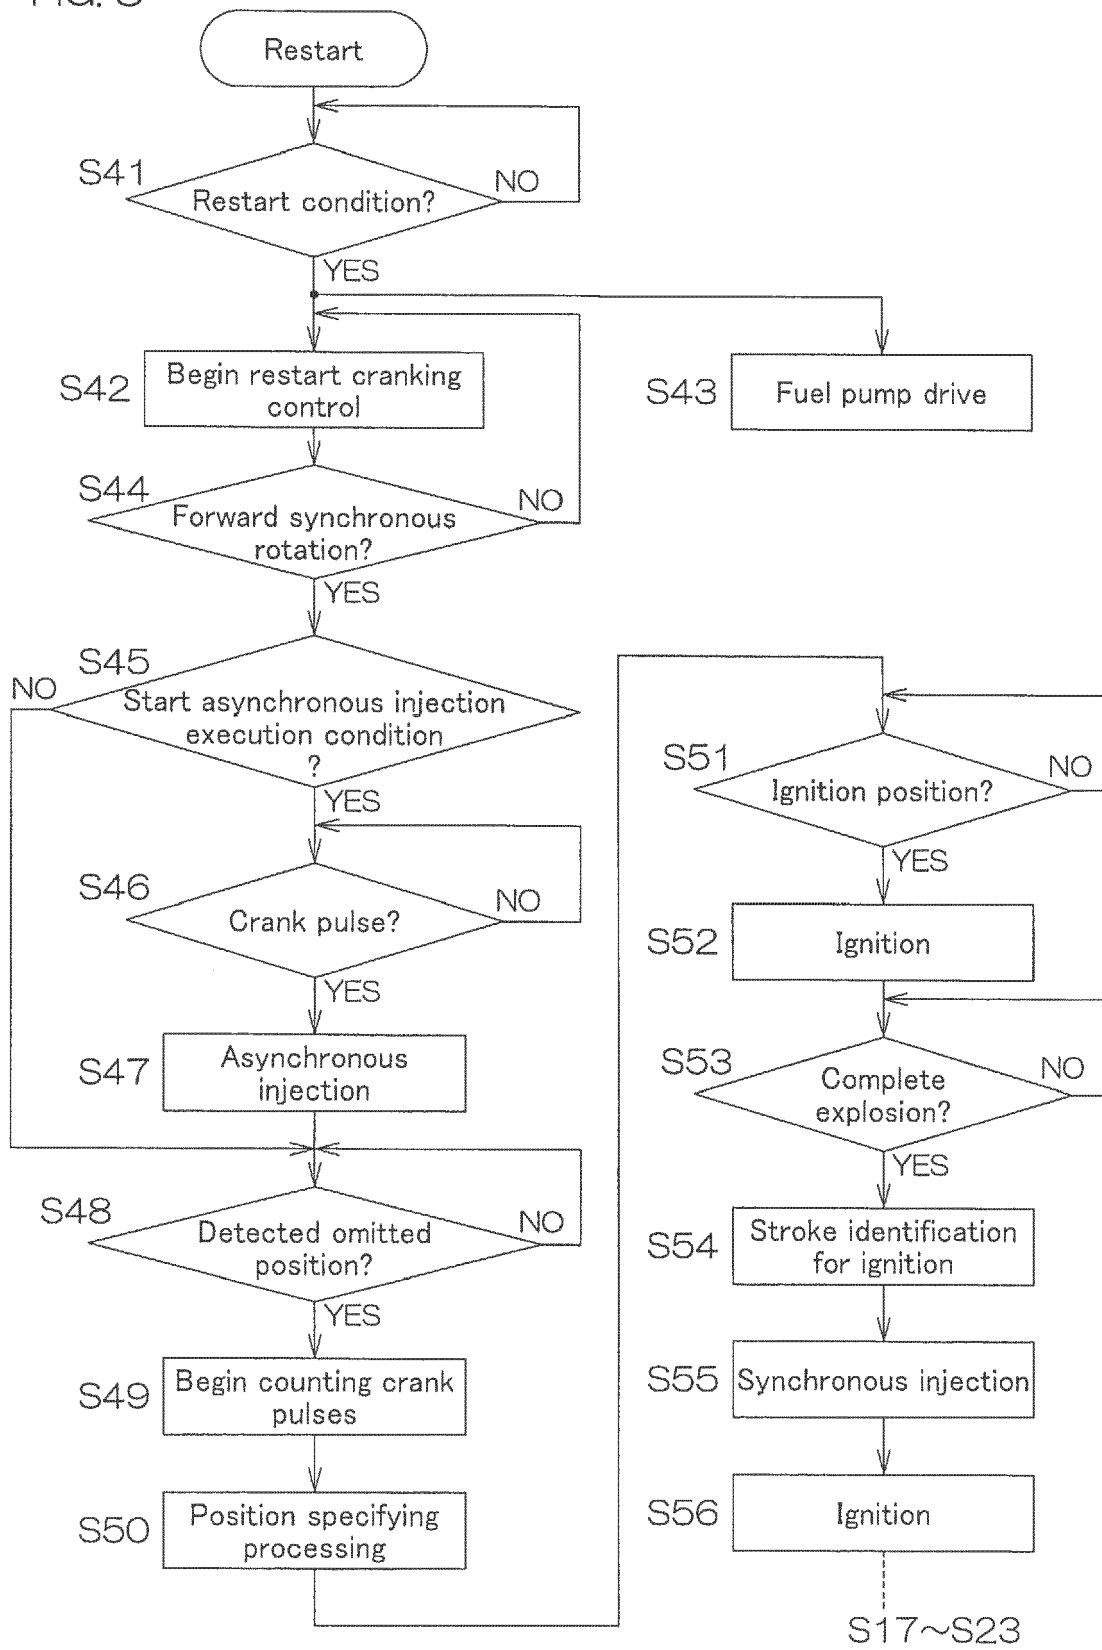 Restart
S41
Restart condition?
NO
YES
S42
Begin restart cranking
control
S43
Fuel pump drive
S44
Forward synchronous
rotation?
NO
YES
S45
NO
Start asynchronous injection
execution condition
?
YES
S46
Crank pulse?
NO
YES
S47
Asynchronous
injection
S48
Detected omitted
position?
NO
YES
S49
Begin counting crank
pulses
S50
Position specifying
processing
S51
Ignition position?
NO
YES
S52
Ignition
S53
Complete
explosion?
NO
YES
S54
Stroke identification
for ignition
S55
Synchronous injection
S56
Ignition
S17~S23